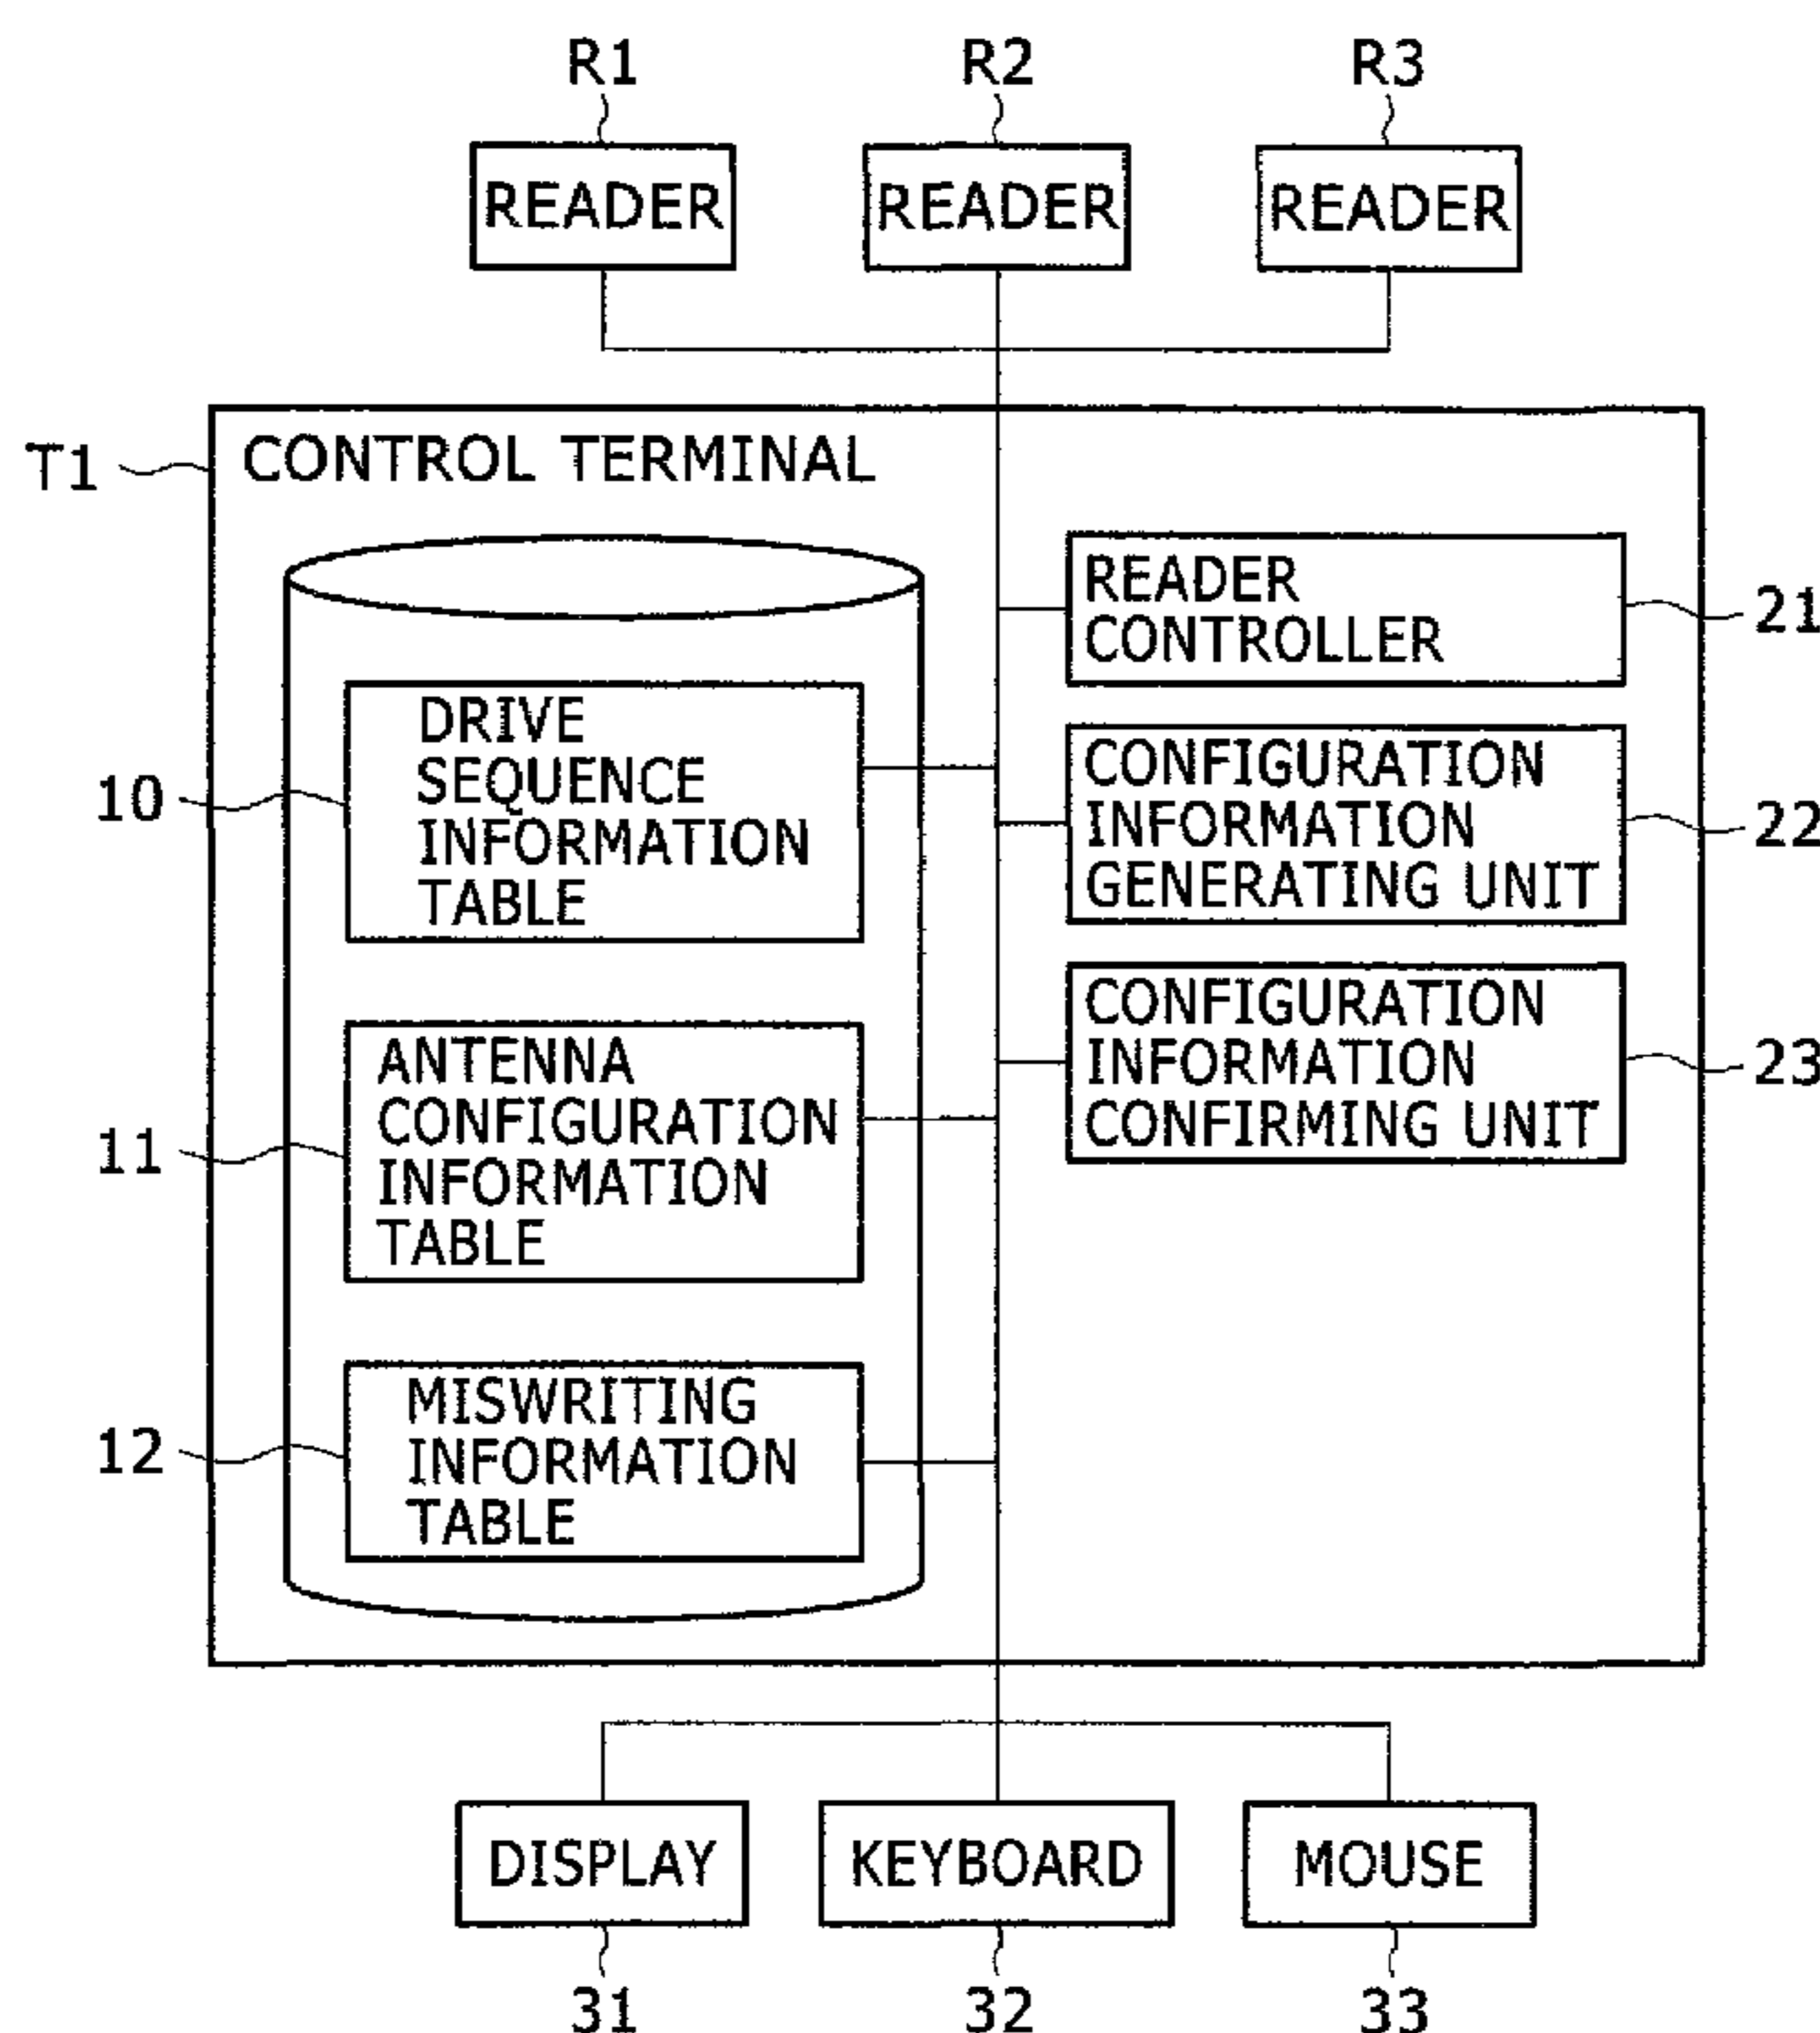 R1
R2
R3
READER
READER
READER
T1
CONTROL TERMINAL
READER
CONTROLLER
21
DRIVE
SEQUENCE
INFORMATION
TABLE
10
CONFIGURATION
INFORMATION
GENERATING UNIT
22
ANTENNA
CONFIGURATION
INFORMATION
TABLE
11
CONFIGURATION
INFORMATION
CONFIRMING UNIT
23
MISWRITING
INFORMATION
TABLE
12
DISPLAY
KEYBOARD
MOUSE
31
32
33